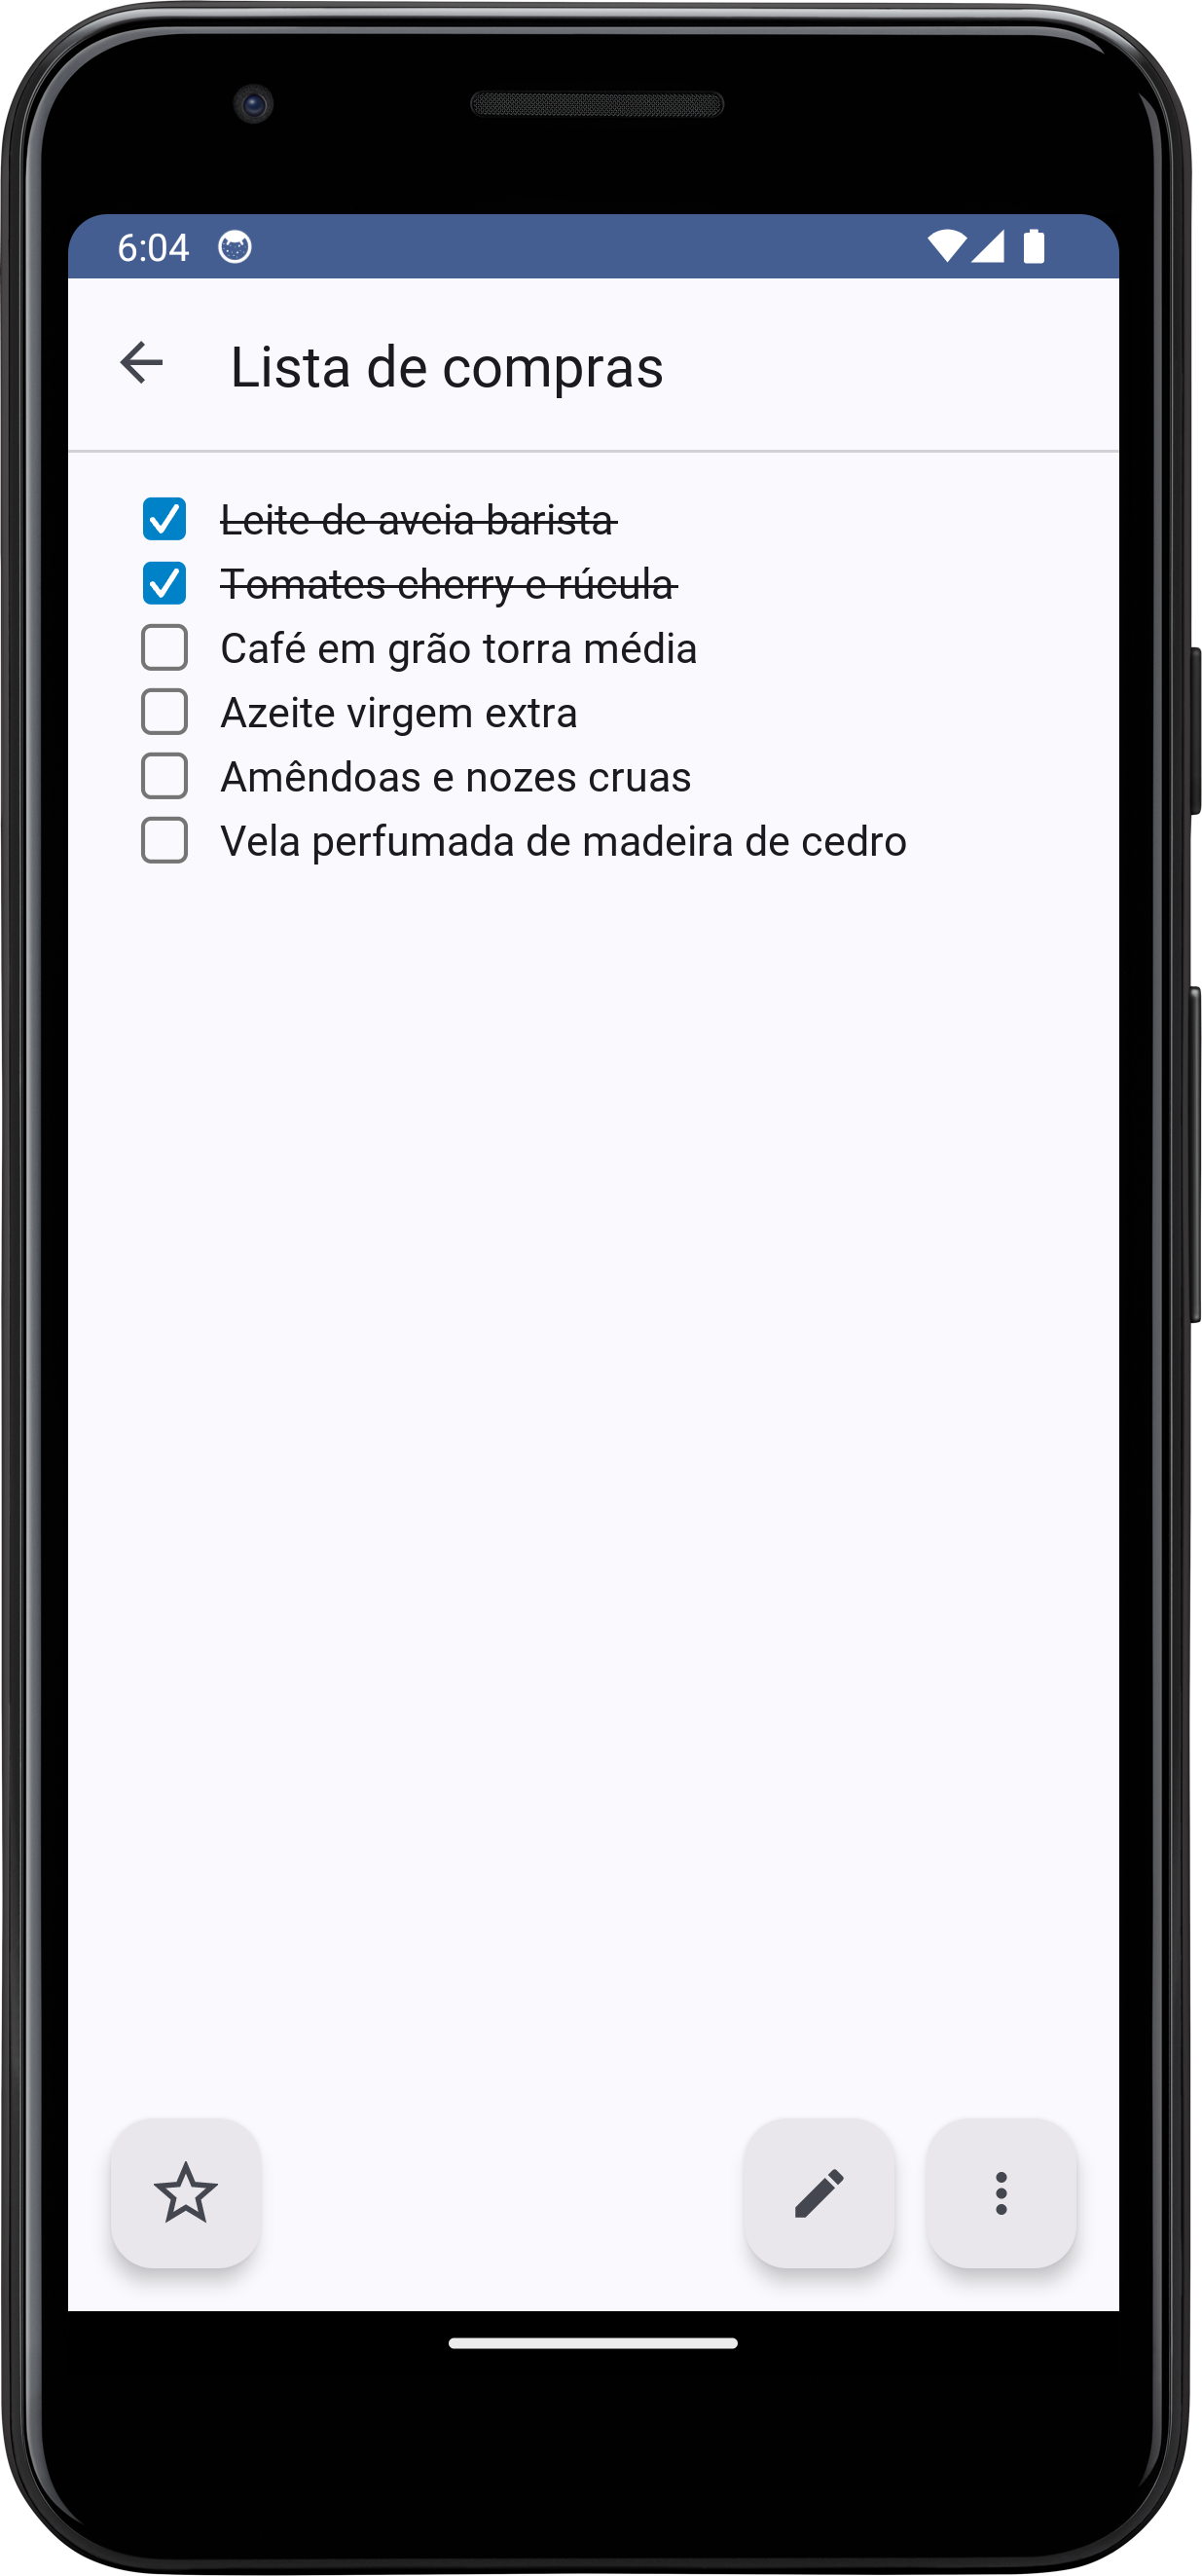 6:04
Lista de compras
Leite de aveia barista
Tomates cherry e rúcula
Café em grão torra média
Azeite virgem extra
Amêndoas e nozes cruas
Vela perfumada de madeira de cedro